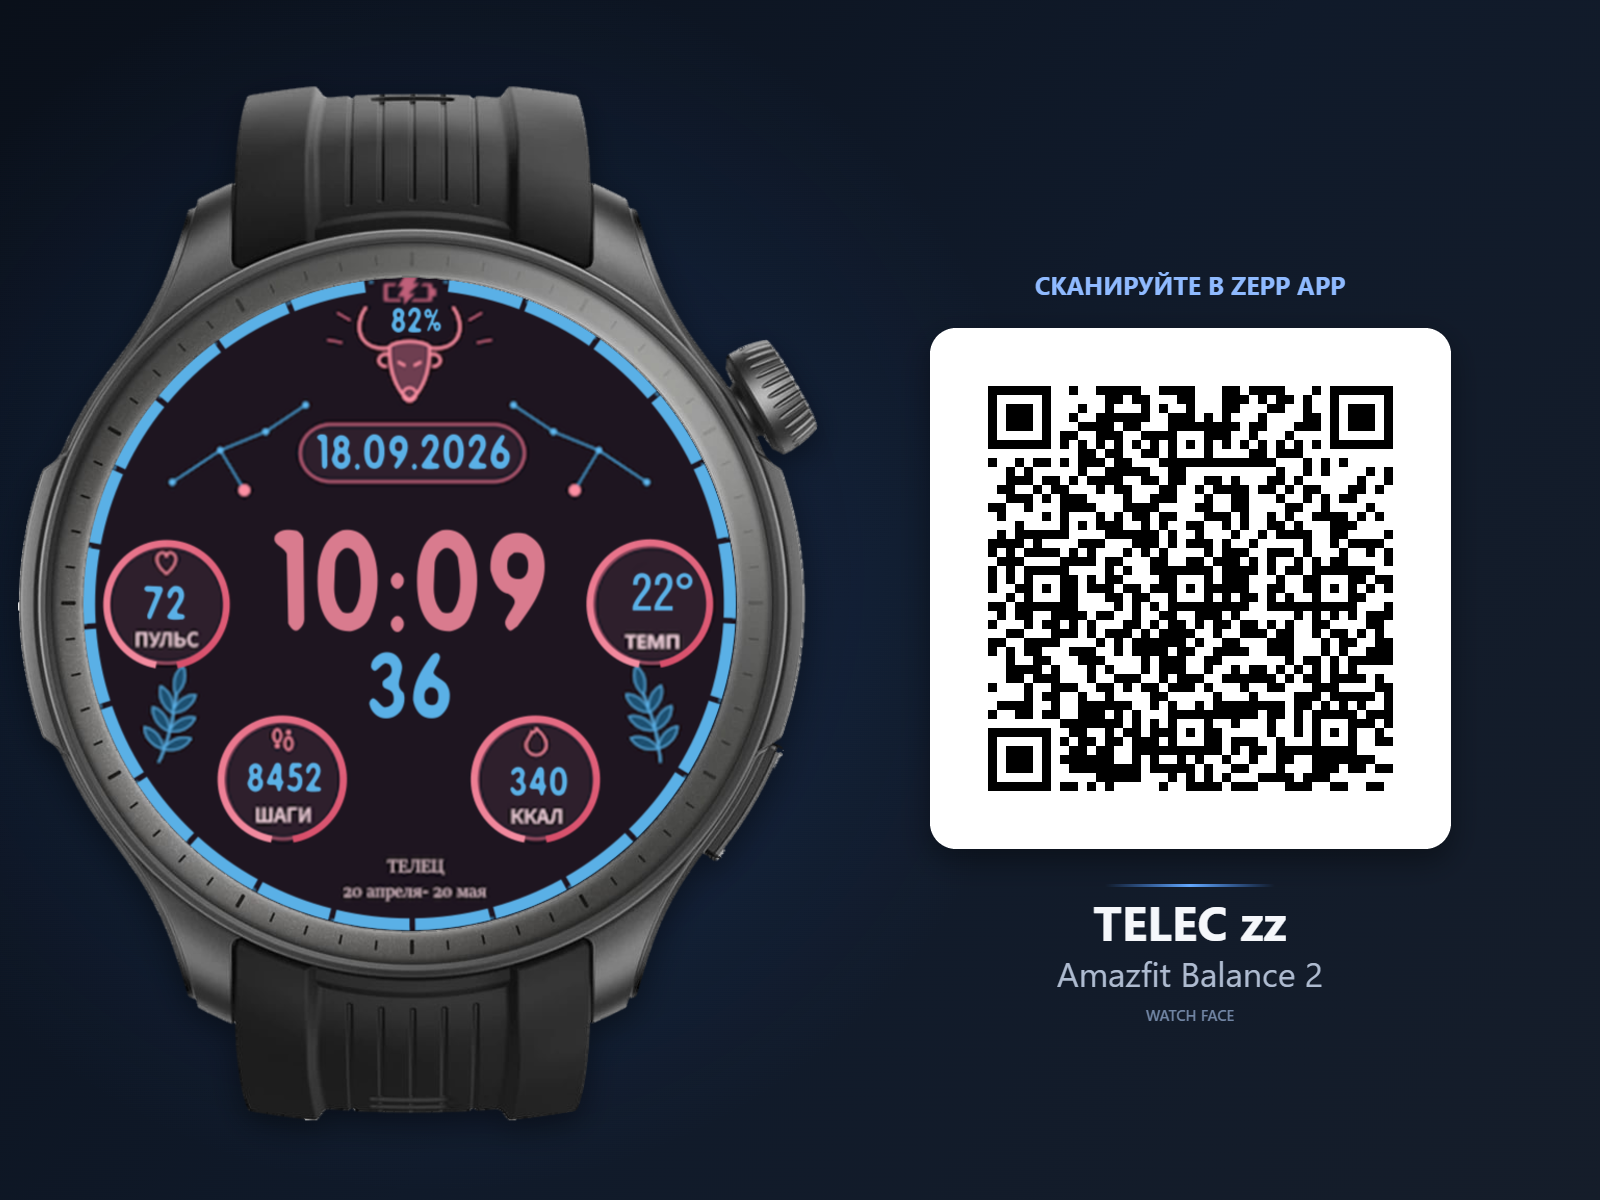 82%
18.09.2026
10:09
36
72
ПУЛЬС
22°
ТЕМП
8452
ШАГИ
340
ККАЛ
ТЕЛЕЦ
20 апреля- 20 мая
СКАНИРУЙТЕ В ZEPP APP
TELEC zz
Amazfit Balance 2
WATCH FACE